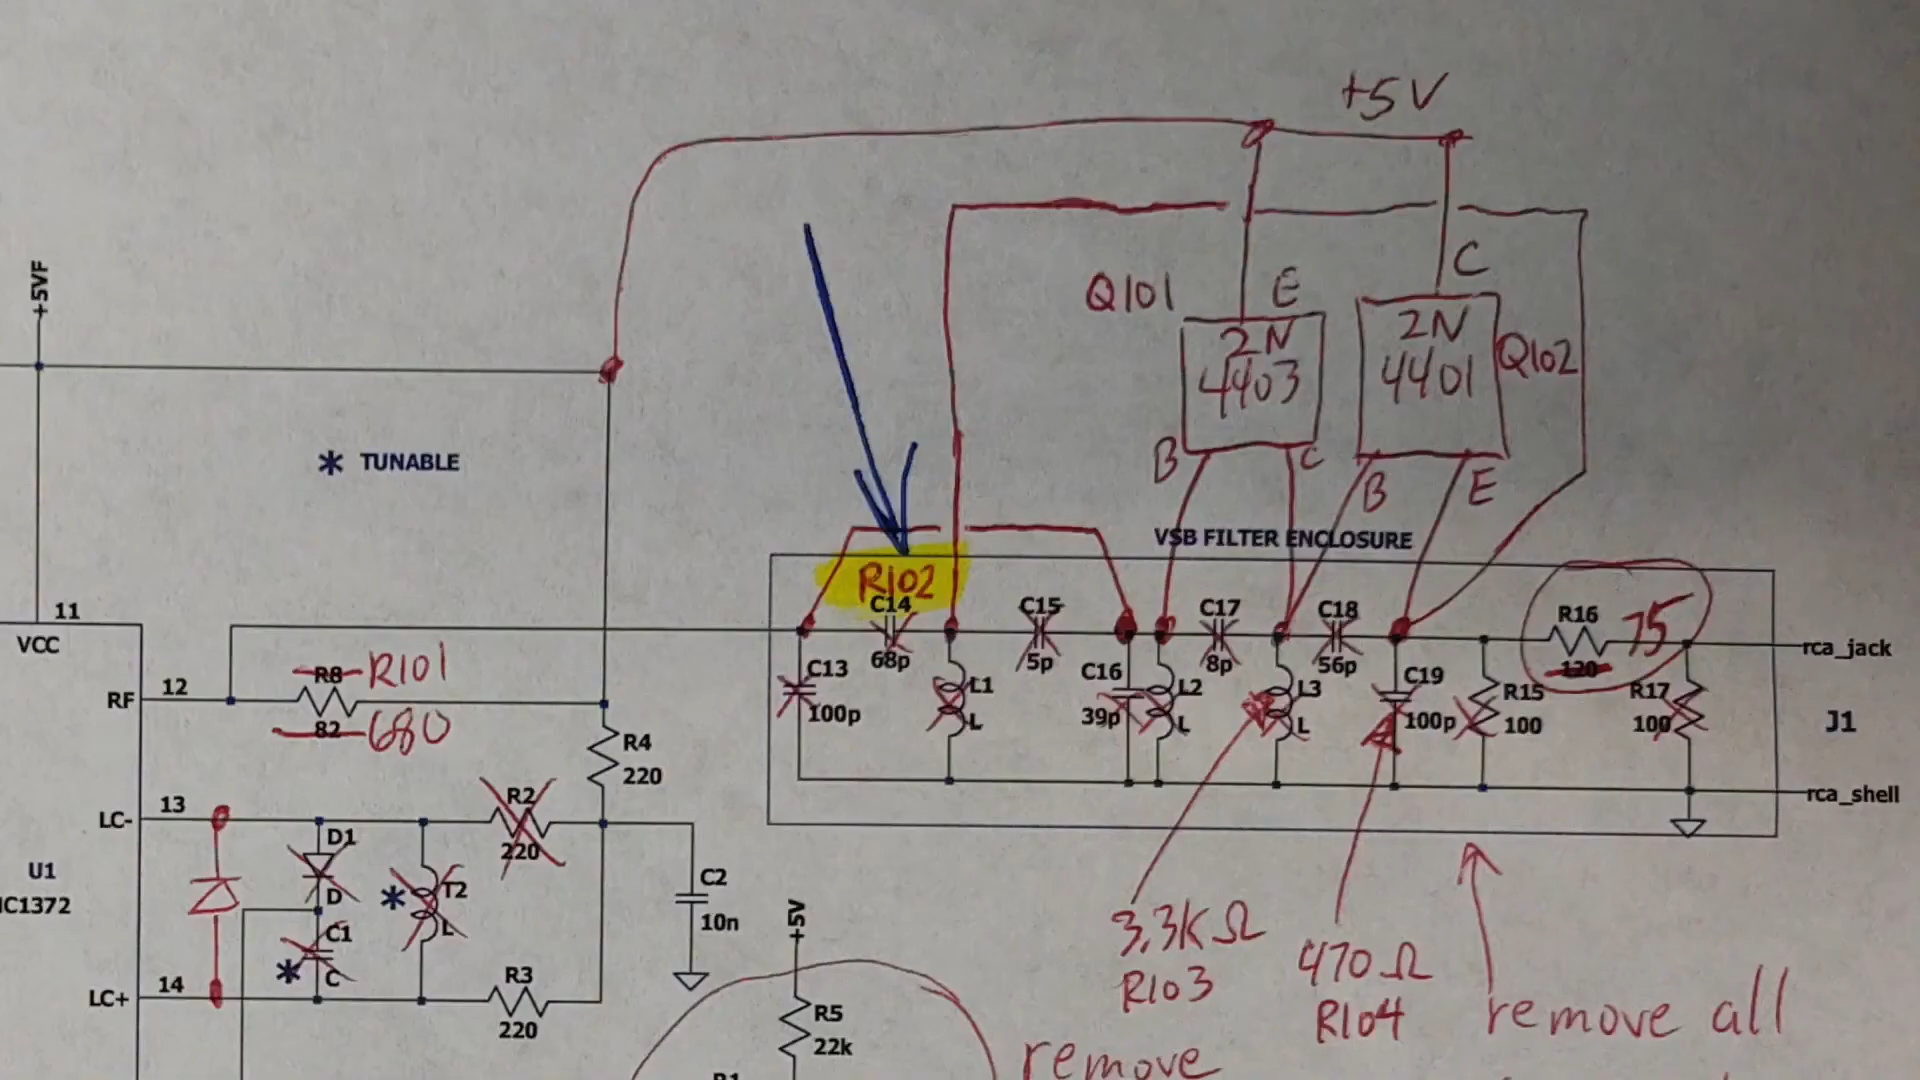 +5V
+5VF
C
Q101
E
2N
4403
2N
4401
Q102
* TUNABLE
B
C
B
E
VSB FILTER ENCLOSURE
R102
C14
68p
C15
5p
C17
8p
C18
56p
R16
75
120
rca_jack
11
VCC
R8
R101
82
680
12
RF
C13
100p
L1
L
C16
39p
L2
L
L3
L
C19
100p
R15
100
R17
100
J1
rca_shell
R4
220
13
LC-
R2
220
D1
D
U1
C1372
*
T2
L
C1
*
C
C2
10n
+5V
14
LC+
R3
220
R5
22k
3.3KΩ
R103
470Ω
R104
remove all
remove